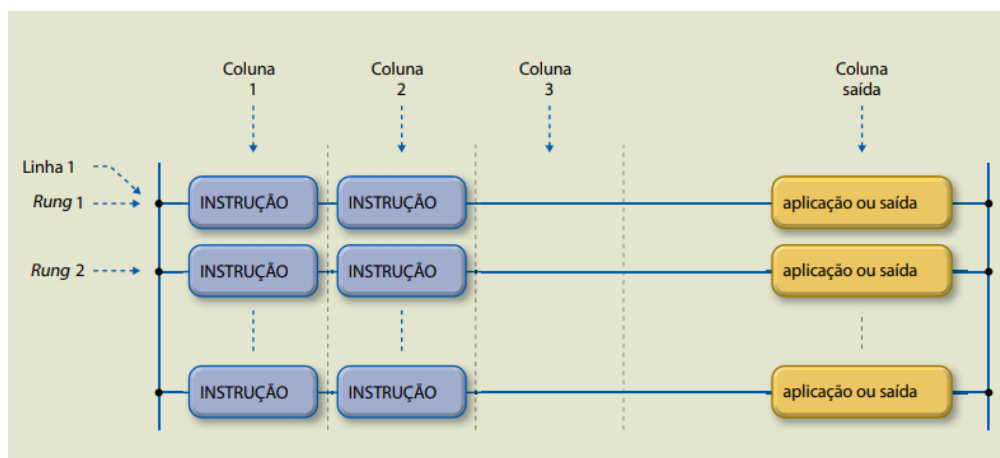 Coluna
1
Coluna
2
Coluna
3
Coluna
saída
Linha 1
Rung 1
INSTRUÇÃO
INSTRUÇÃO
aplicação ou saída
Rung 2
INSTRUÇÃO
INSTRUÇÃO
aplicação ou saída
INSTRUÇÃO
INSTRUÇÃO
aplicação ou saída